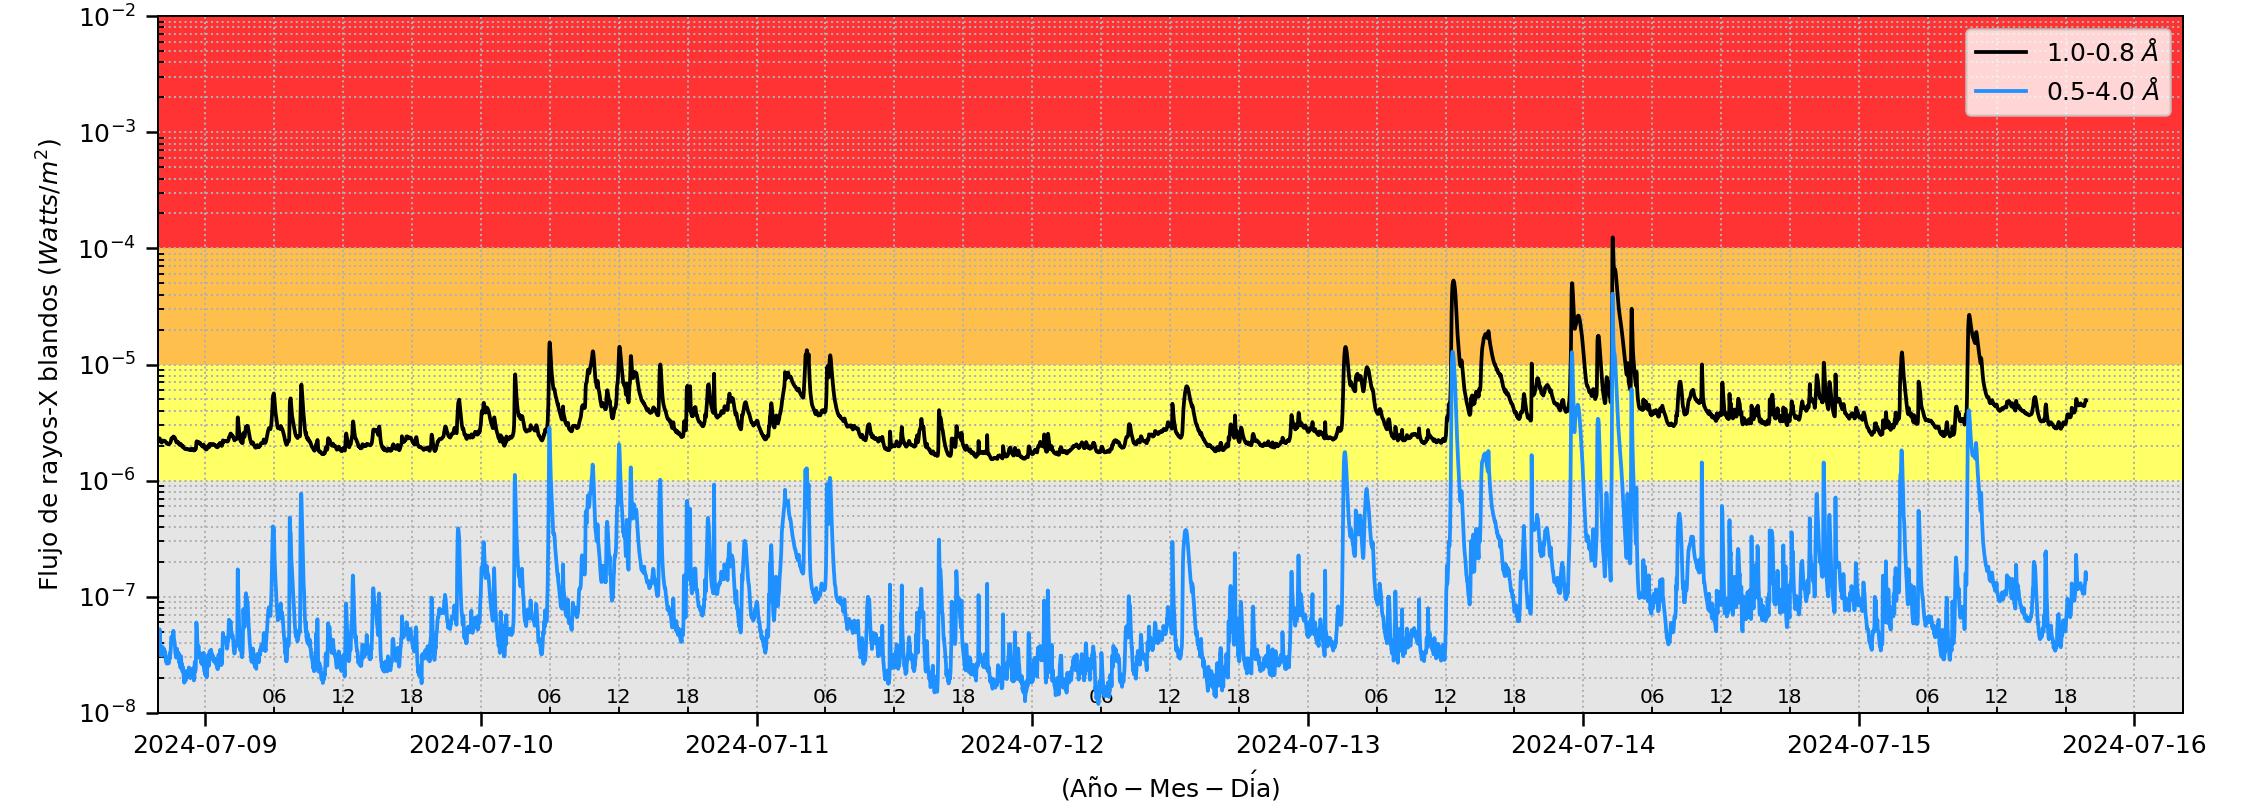 1.0-0.8 Å
0.5-4.0 Å
Flujo de rayos-X blandos (Watts/m²)
10⁻²
10⁻³
10⁻⁴
10⁻⁵
10⁻⁶
10⁻⁷
10⁻⁸
06 12 18 06 12 18 06 12 18 06 12 18 06 12 18 06 12 18 06 12 18
2024-07-09 2024-07-10 2024-07-11 2024-07-12 2024-07-13 2024-07-14 2024-07-15 2024-07-16
(Año − Mes − Día)